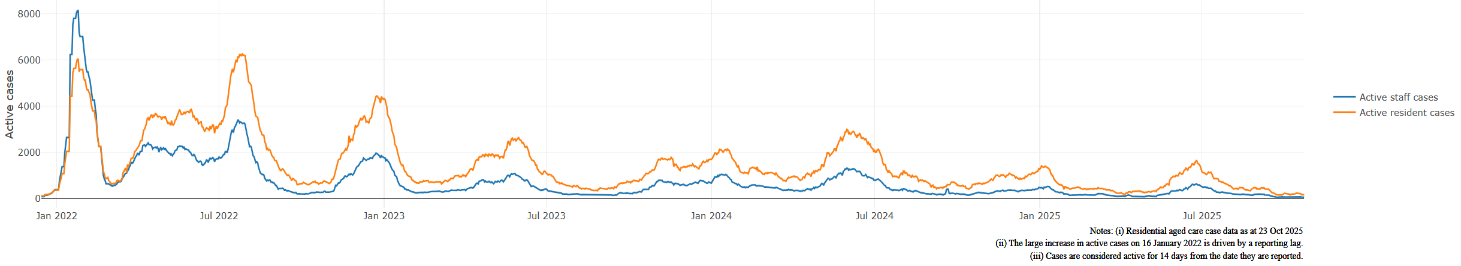 8000
6000
4000
2000
0
Active cases
Jan 2022 Jul 2022 Jan 2023 Jul 2023 Jan 2024 Jul 2024 Jan 2025 Jul 2025
Active staff cases
Active resident cases
Notes: (i) Residential aged care case data as at 23 Oct 2025
(ii) The large increase in active cases on 16 January 2022 is driven by a reporting lag.
(iii) Cases are considered active for 14 days from the date they are reported.